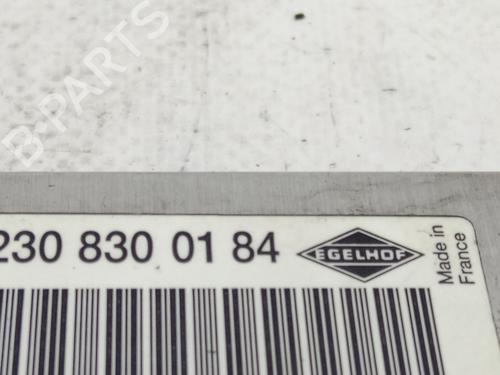 B-PARTS
230 830 01 84
EGELHOF
Made in
France